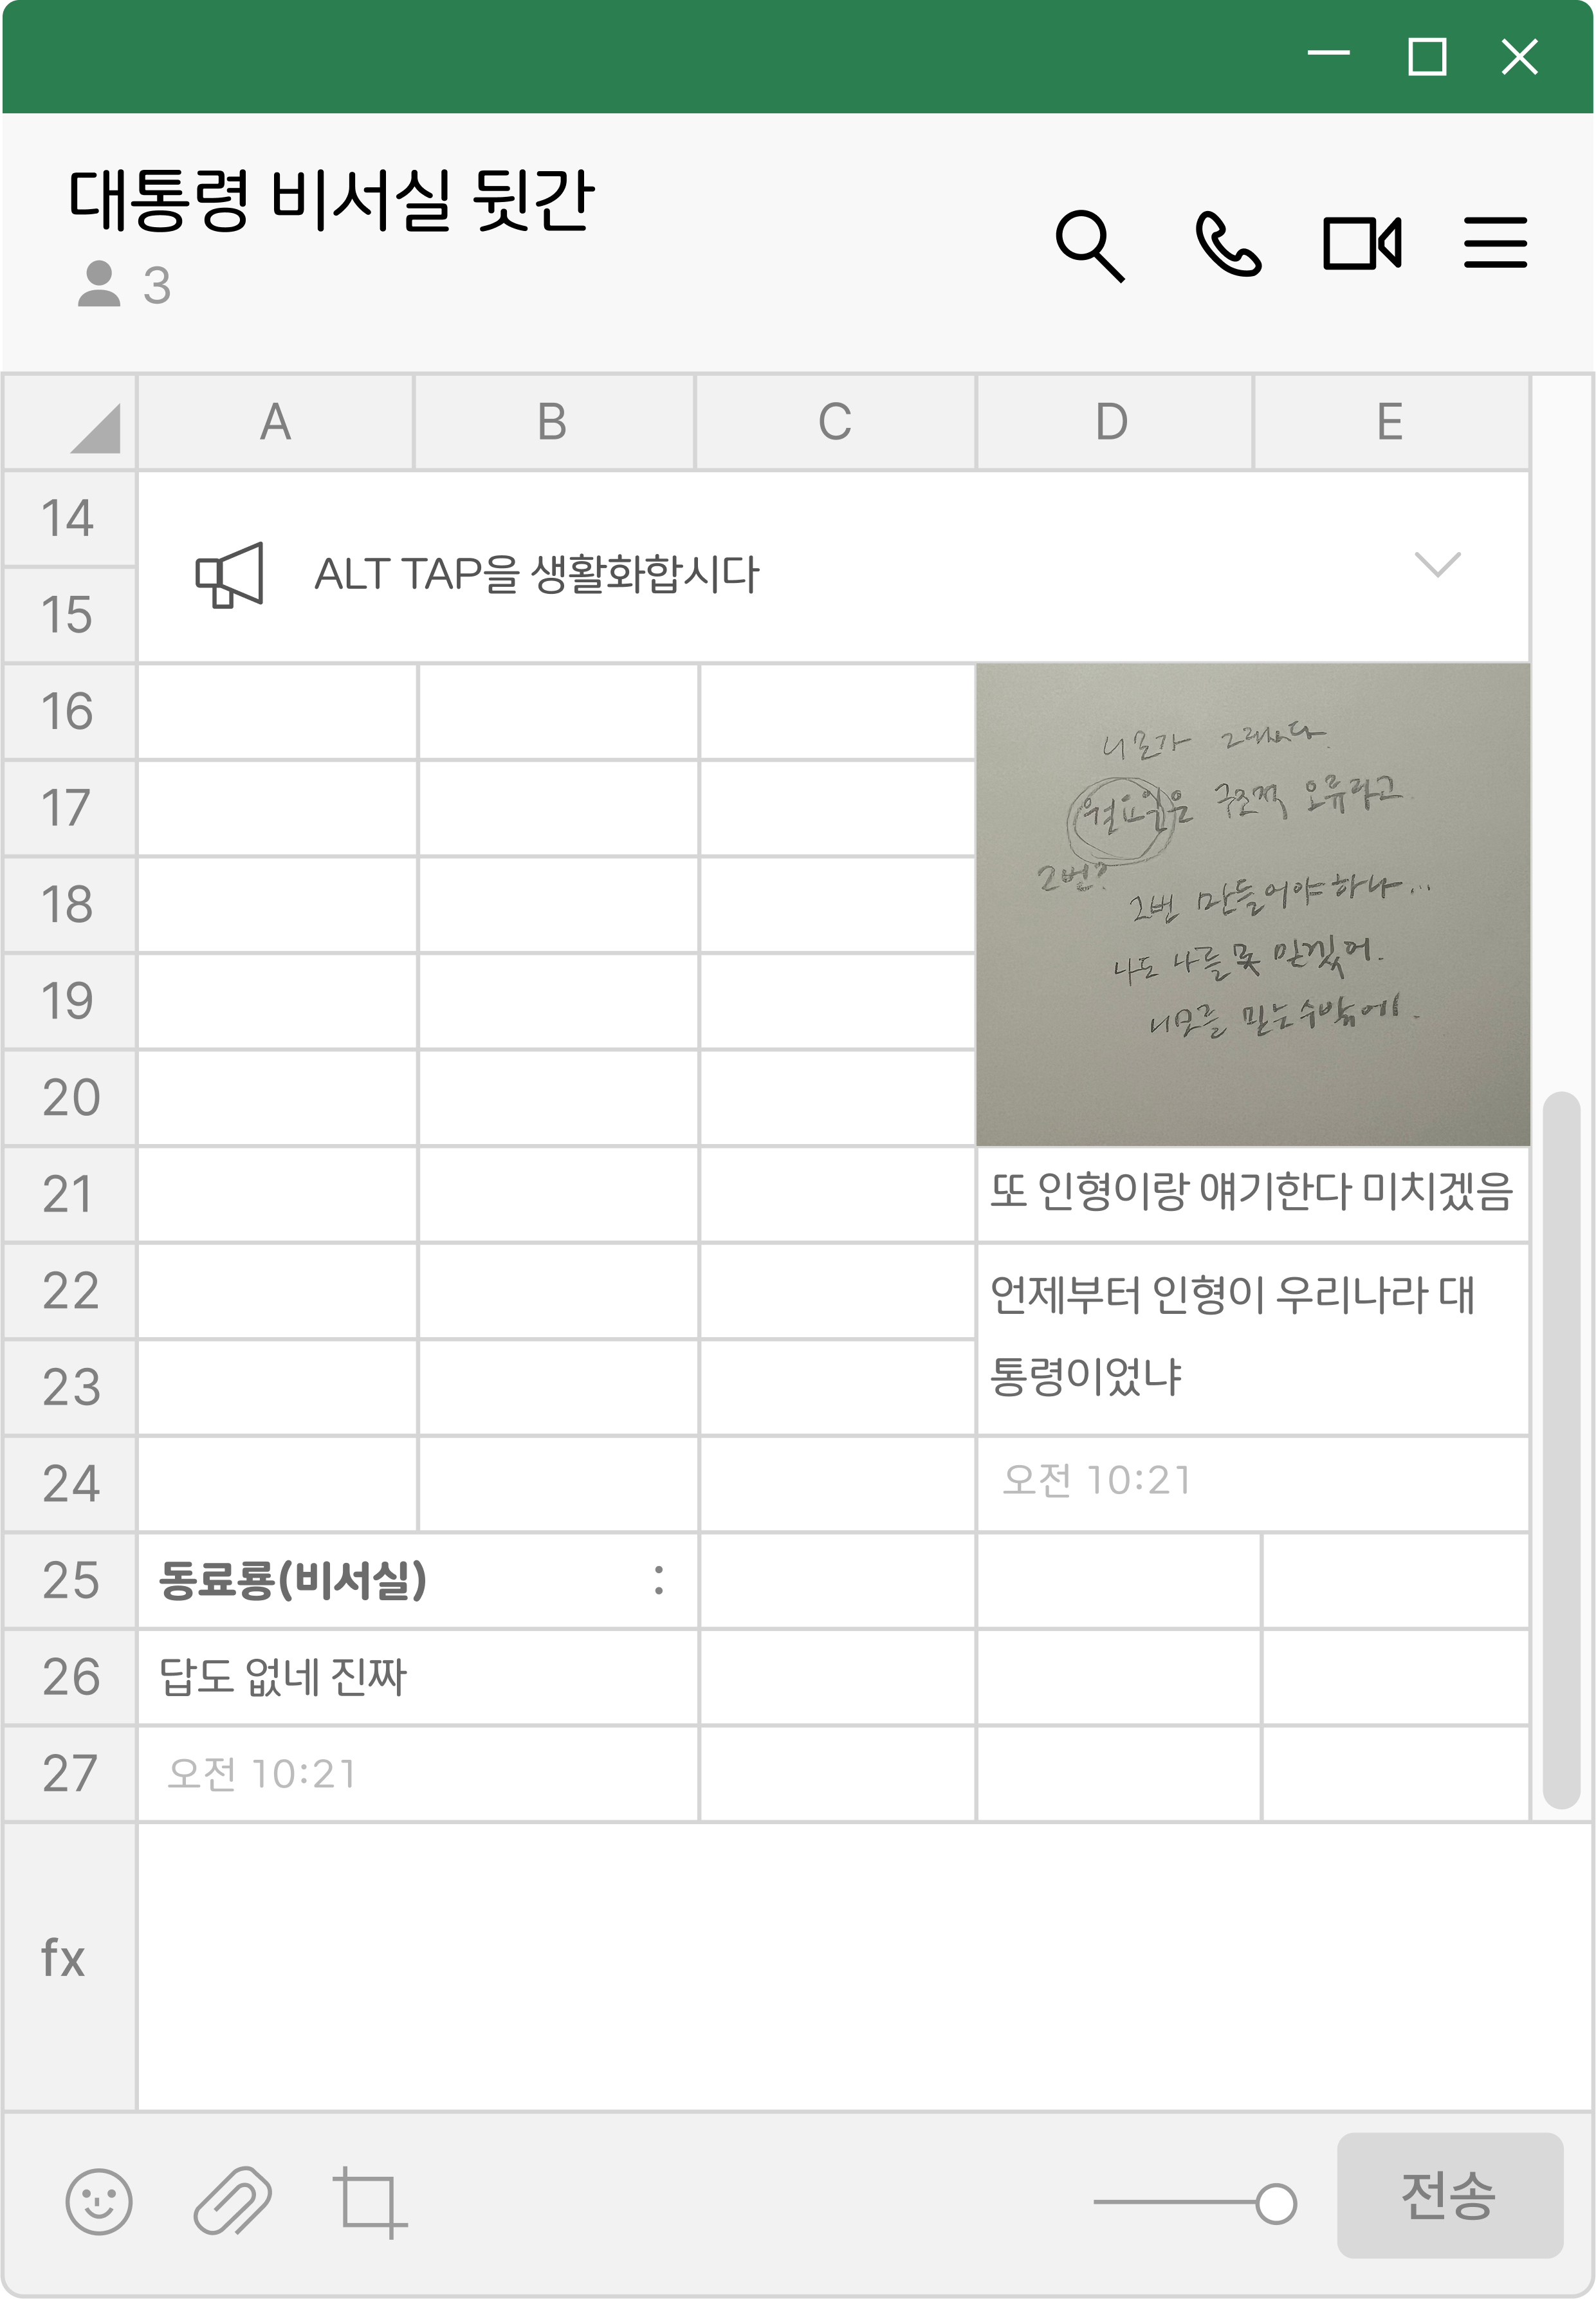 대통령 비서실 뒷간
3
A B C D E
14
ALT TAP을 생활화합시다
15
16
니모가 그랬다.
17
월요일은 구조적 오류라고
2번?
18
2번 만들어야 하나...
19
나도 나를 못 믿겠어.
니모를 믿는수밖에.
20
21
또 인형이랑 얘기한다 미치겠음
22
언제부터 인형이 우리나라 대
23
통령이었냐
24
오전 10:21
25
동료룡(비서실) :
26
답도 없네 진짜
27
오전 10:21
fx
전송